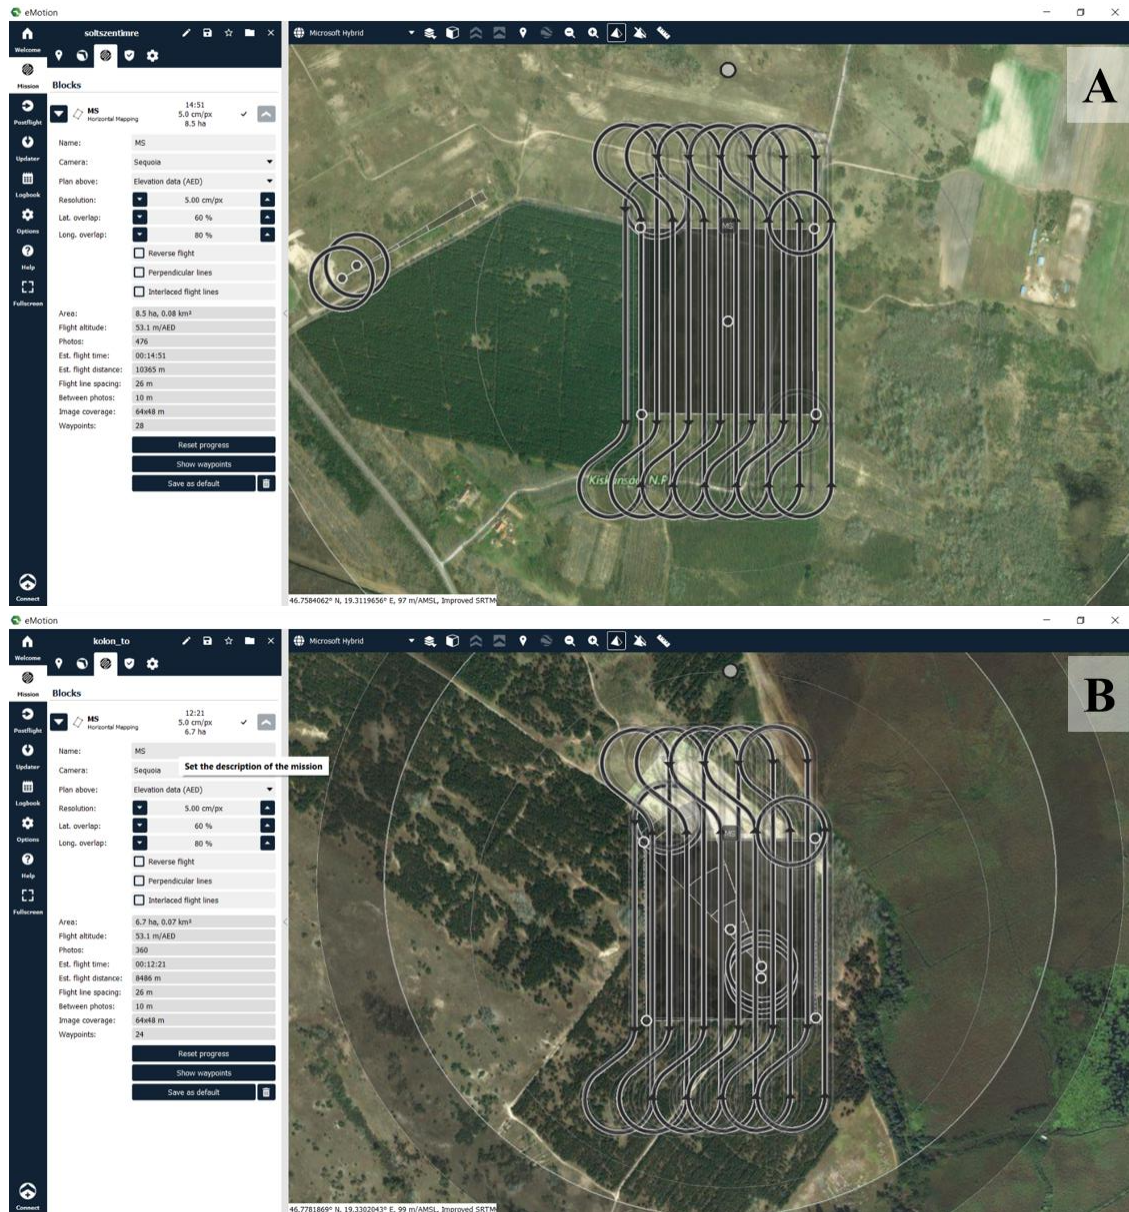 eMotion
soltszentimre
Microsoft Hybrid
Welcome
Mission
Postflight
Updater
Logbook
Options
Help
Fullscreen
Connect
Blocks
MS
Horizontal Mapping
14:51
5.0 cm/px
8.5 ha
Name: MS
Camera: Sequoia
Plan above: Elevation data (AED)
Resolution: 5.00 cm/px
Lat. overlap: 60 %
Long. overlap: 80 %
Reverse flight
Perpendicular lines
Interlaced flight lines
Area: 8.5 ha, 0.08 km²
Flight altitude: 53.1 m/AED
Photos: 476
Est. flight time: 00:14:51
Est. flight distance: 10365 m
Flight line spacing: 26 m
Between photos: 10 m
Image coverage: 64x48 m
Waypoints: 28
Reset progress
Show waypoints
Save as default
A
MS
46.7584062° N, 19.3119656° E, 97 m/AMSL, Improved SRTM
eMotion
kolon_to
Microsoft Hybrid
Welcome
Mission
Postflight
Updater
Logbook
Options
Help
Fullscreen
Connect
Blocks
MS
Horizontal Mapping
12:21
5.0 cm/px
6.7 ha
Name: MS
Camera: Sequoia
Set the description of the mission
Plan above: Elevation data (AED)
Resolution: 5.00 cm/px
Lat. overlap: 60 %
Long. overlap: 80 %
Reverse flight
Perpendicular lines
Interlaced flight lines
Area: 6.7 ha, 0.07 km²
Flight altitude: 53.1 m/AED
Photos: 360
Est. flight time: 00:12:21
Est. flight distance: 8486 m
Flight line spacing: 26 m
Between photos: 10 m
Image coverage: 64x48 m
Waypoints: 24
Reset progress
Show waypoints
Save as default
B
MS
46.7781869° N, 19.3302043° E, 99 m/AMSL, Improved SRTM